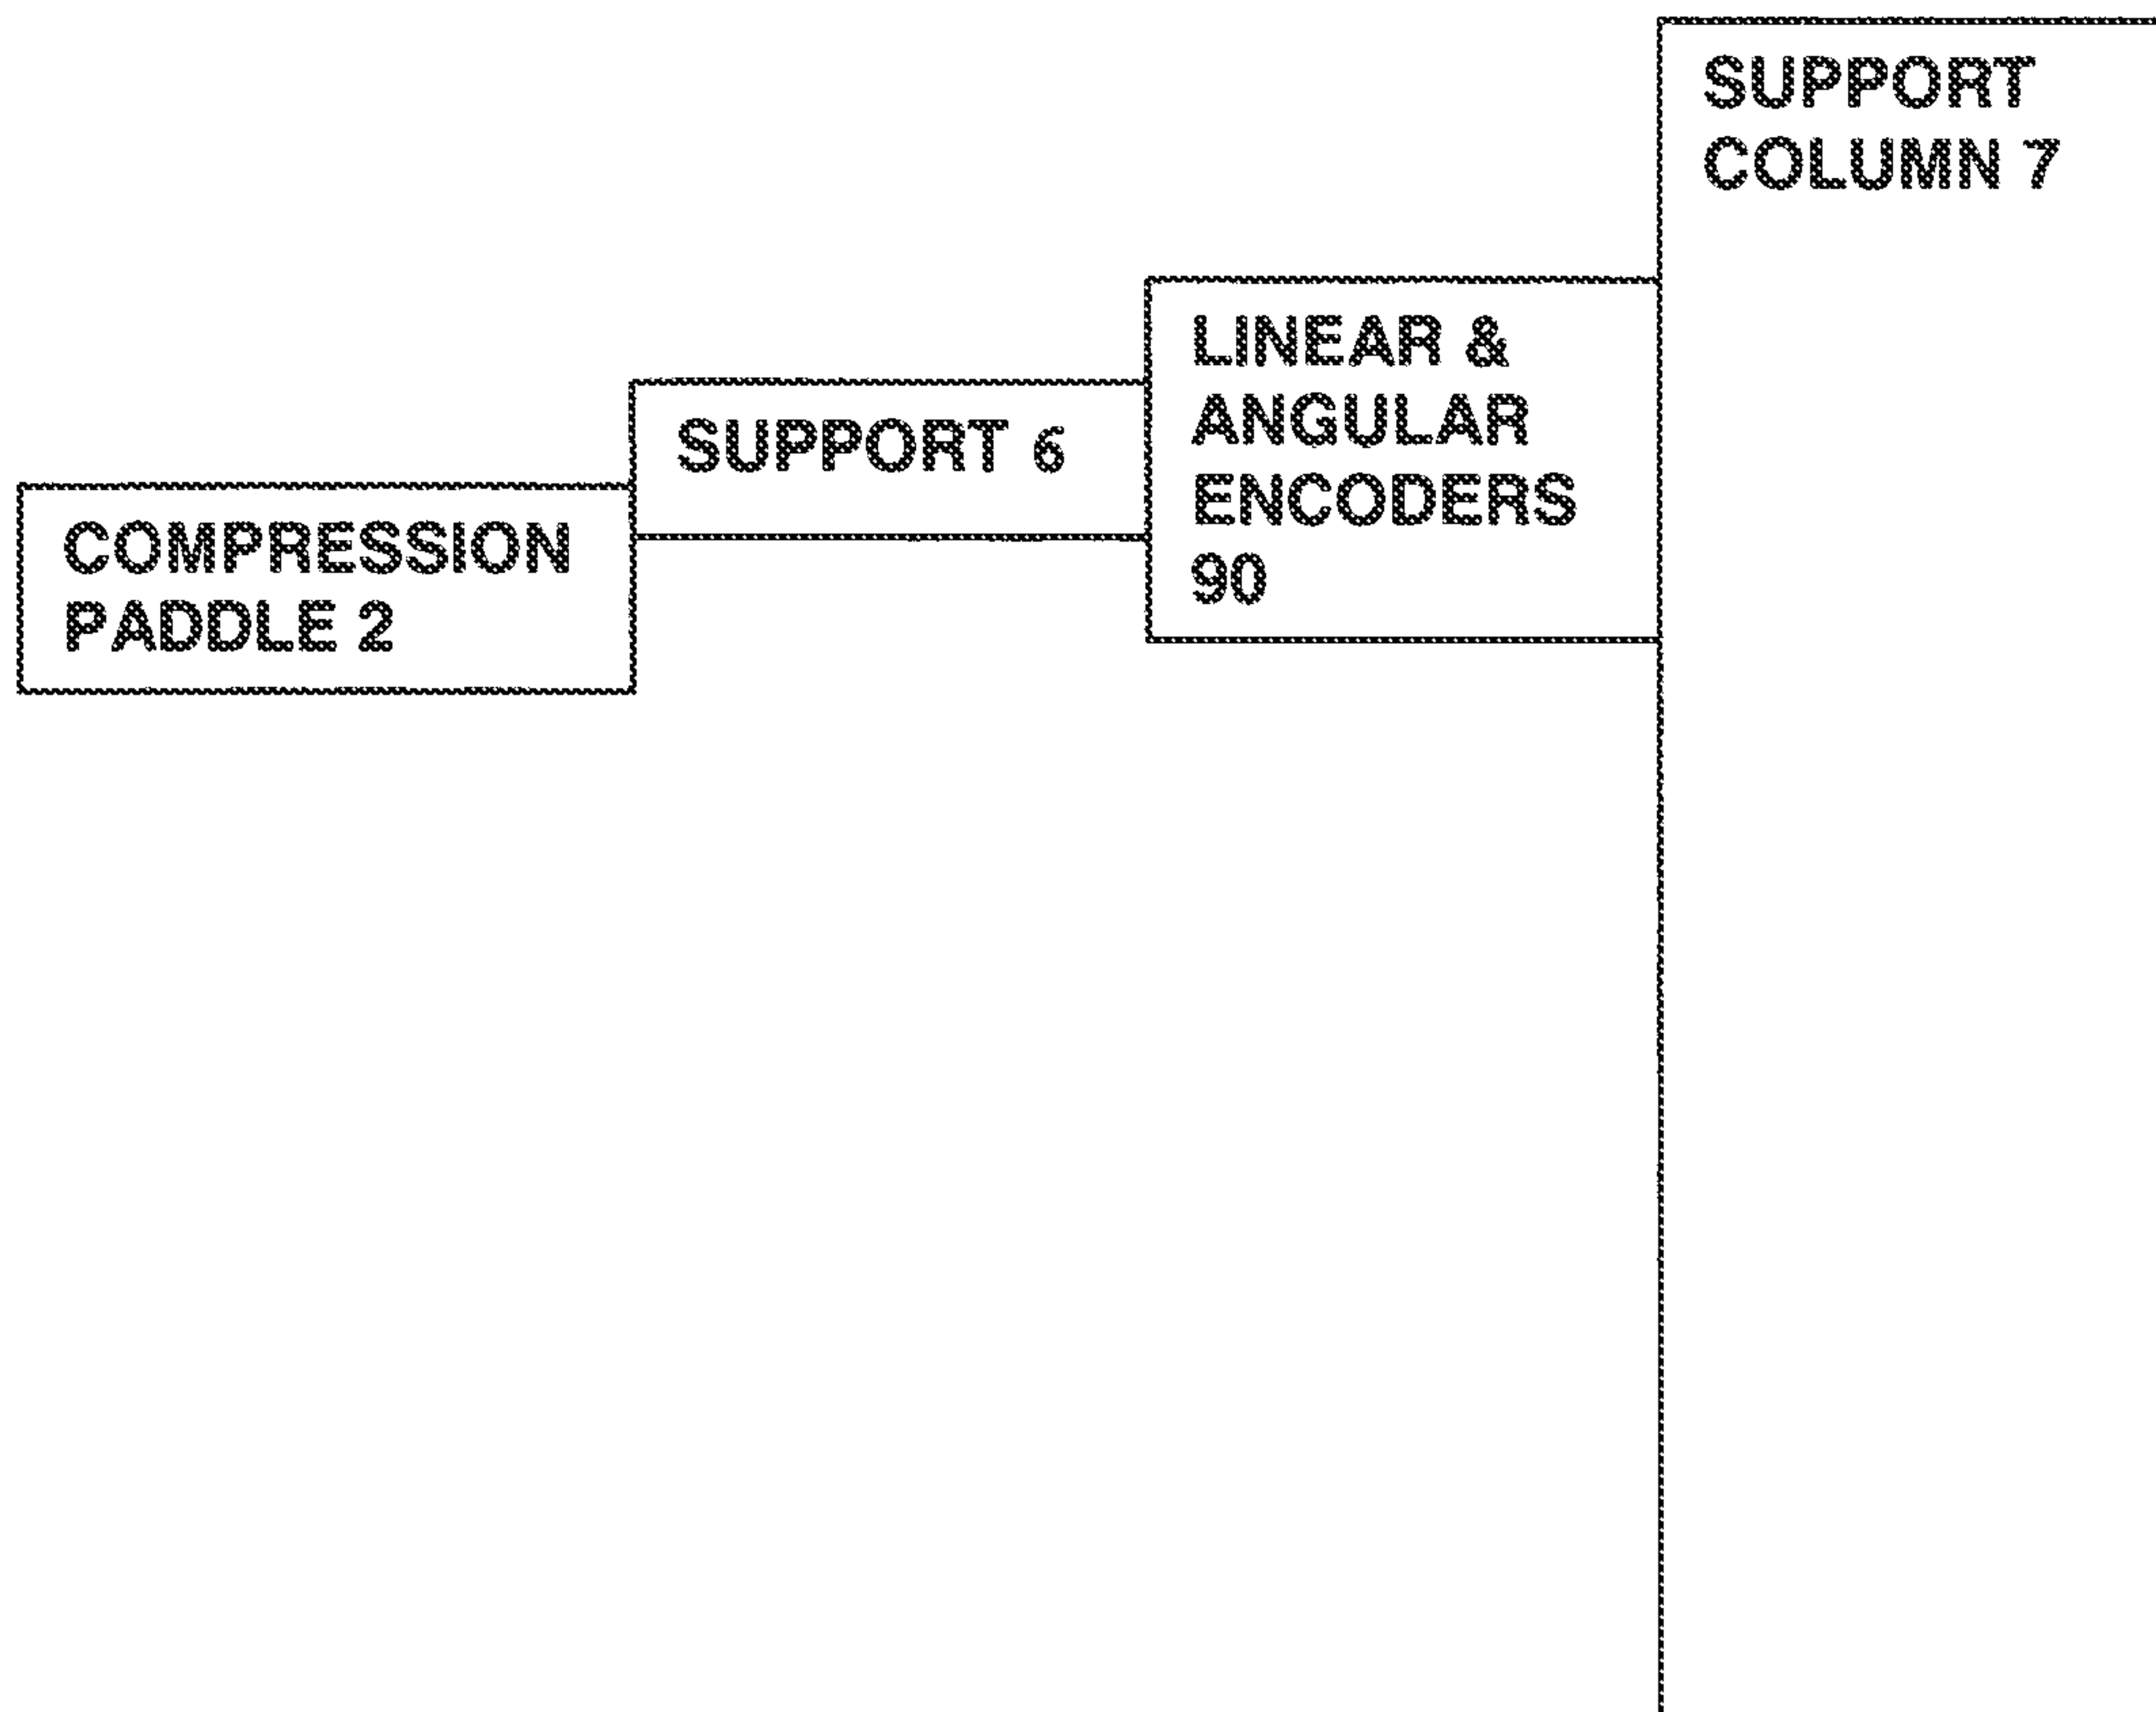 SUPPORT
COLUMN 7
LINEAR &
ANGULAR
ENCODERS
90
SUPPORT 6
COMPRESSION
PADDLE 2